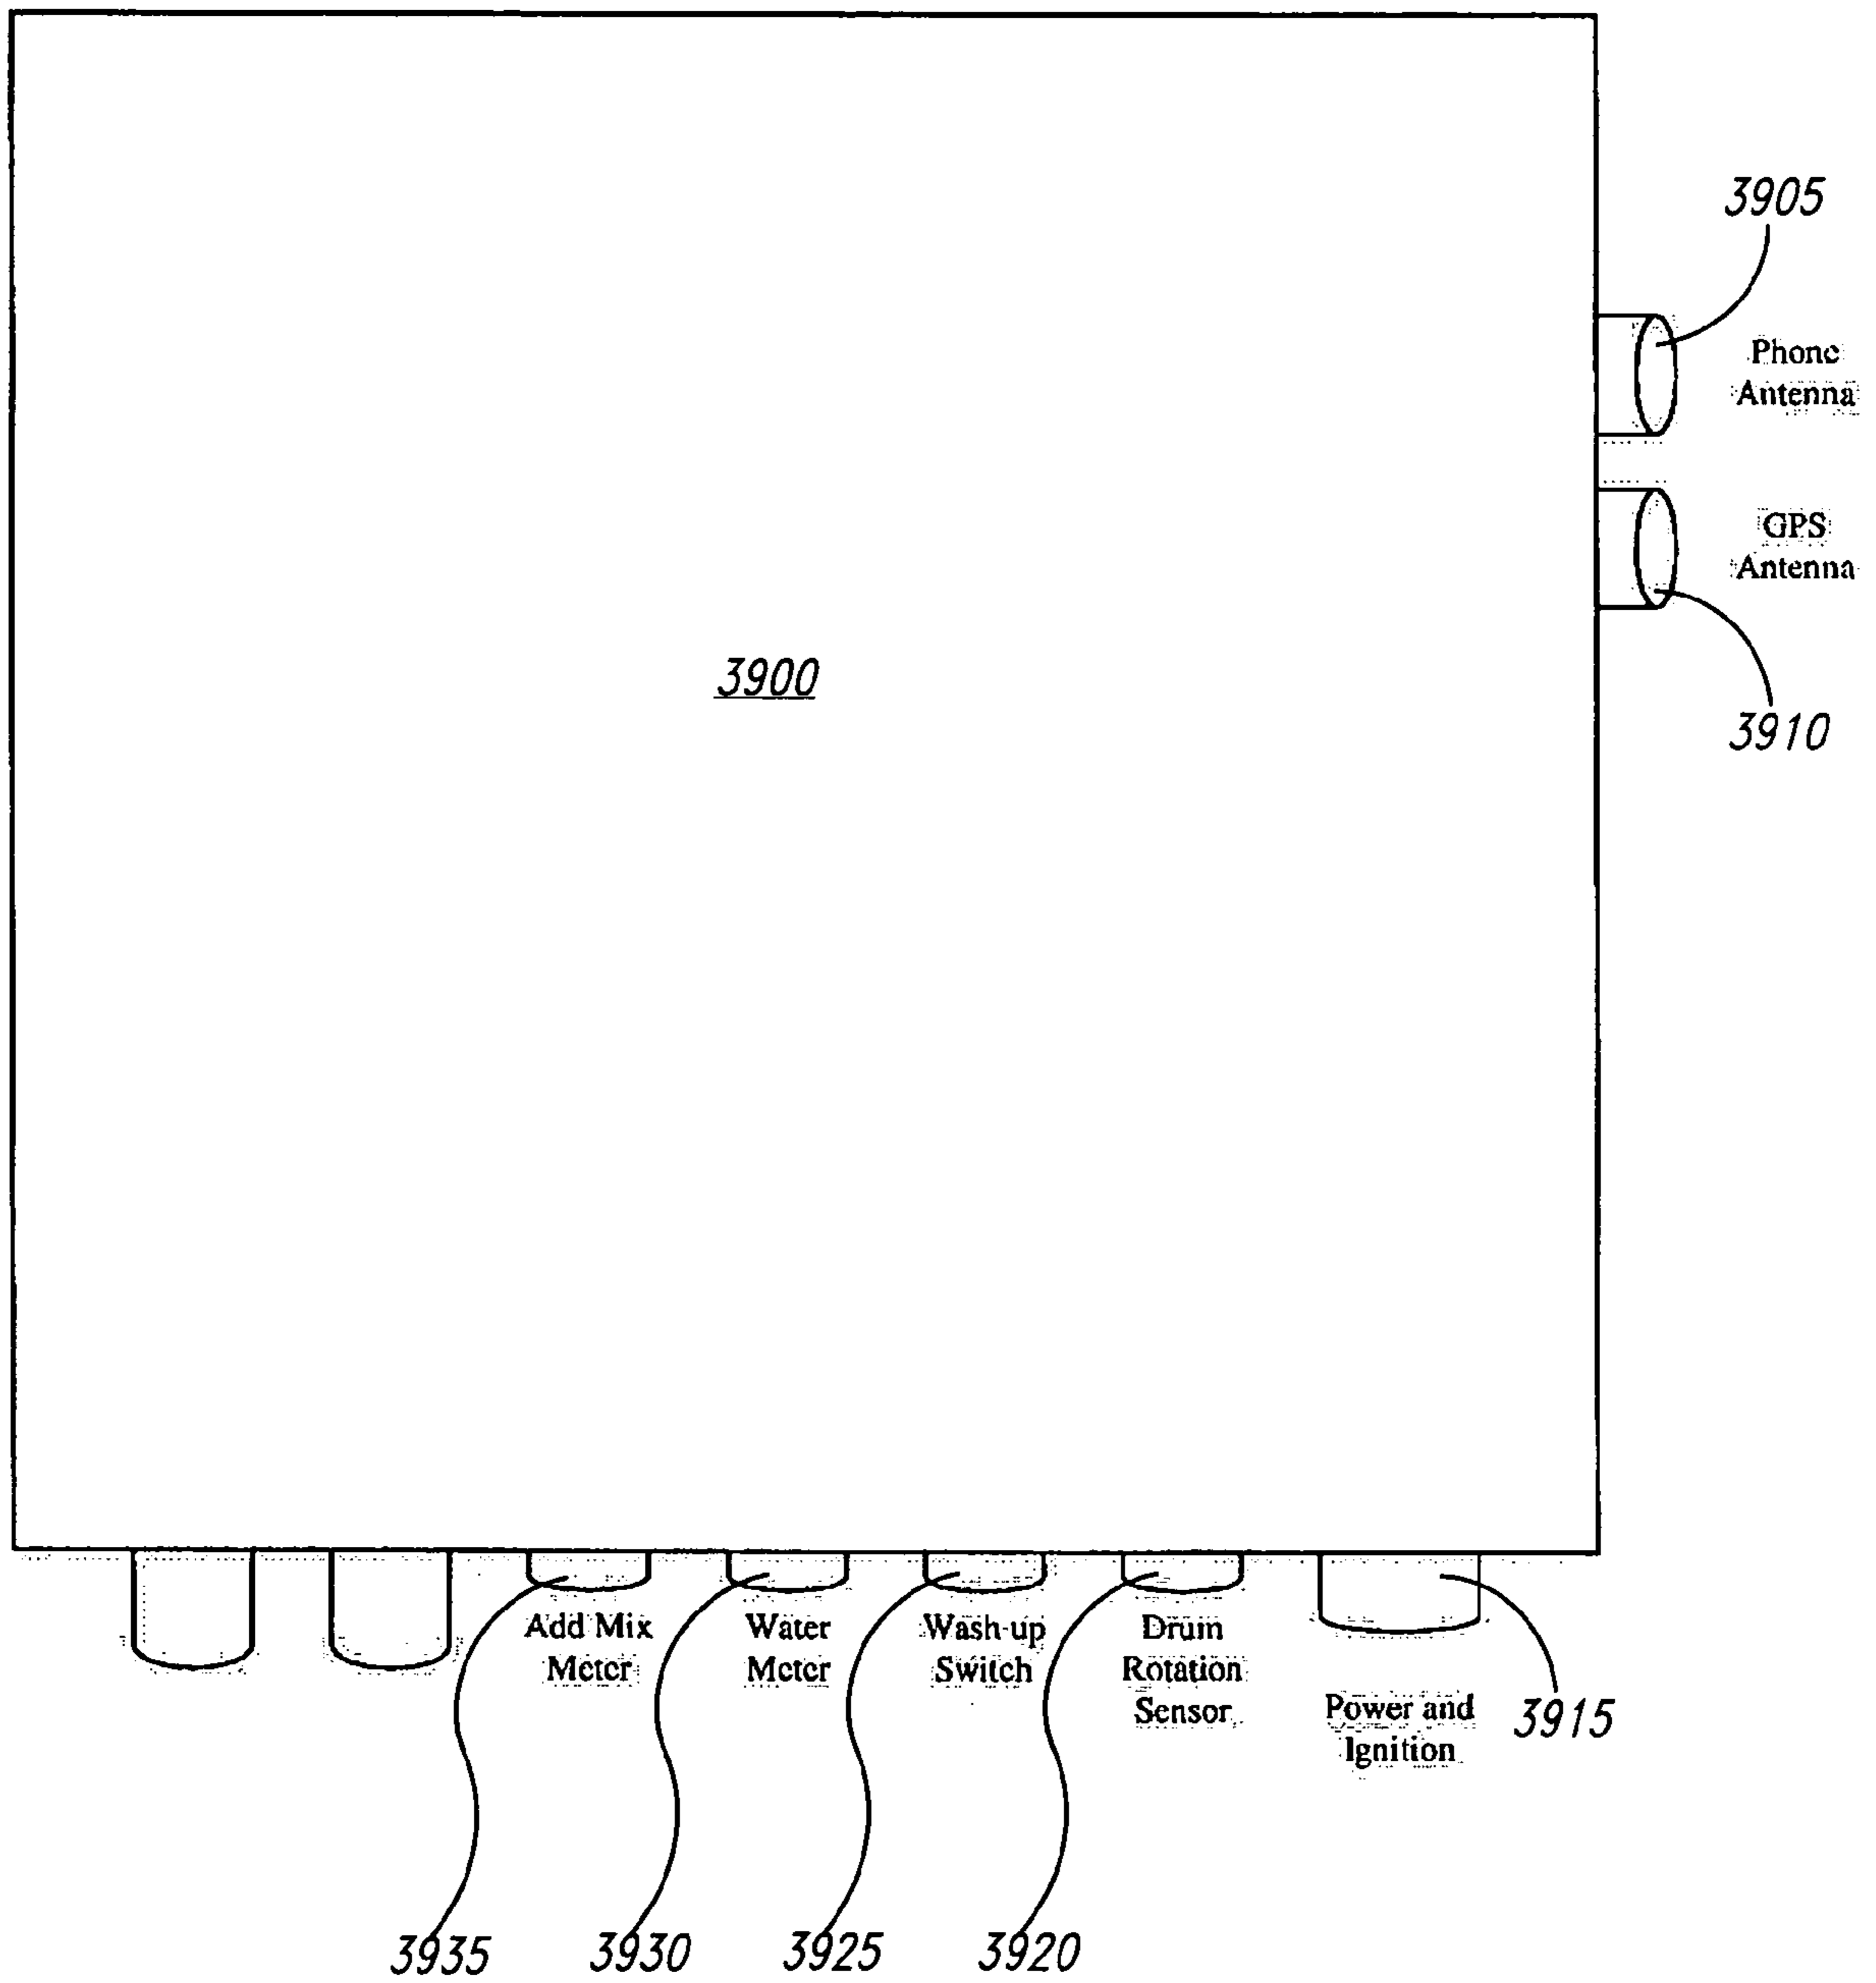 3905
Phone
Antenna
GPS
Antenna
3900
3910
Add Mix
Meter
Water
Meter
Wash-up
Switch
Drum
Rotation
Sensor
Power and
Ignition
3915
3935
3930
3925
3920